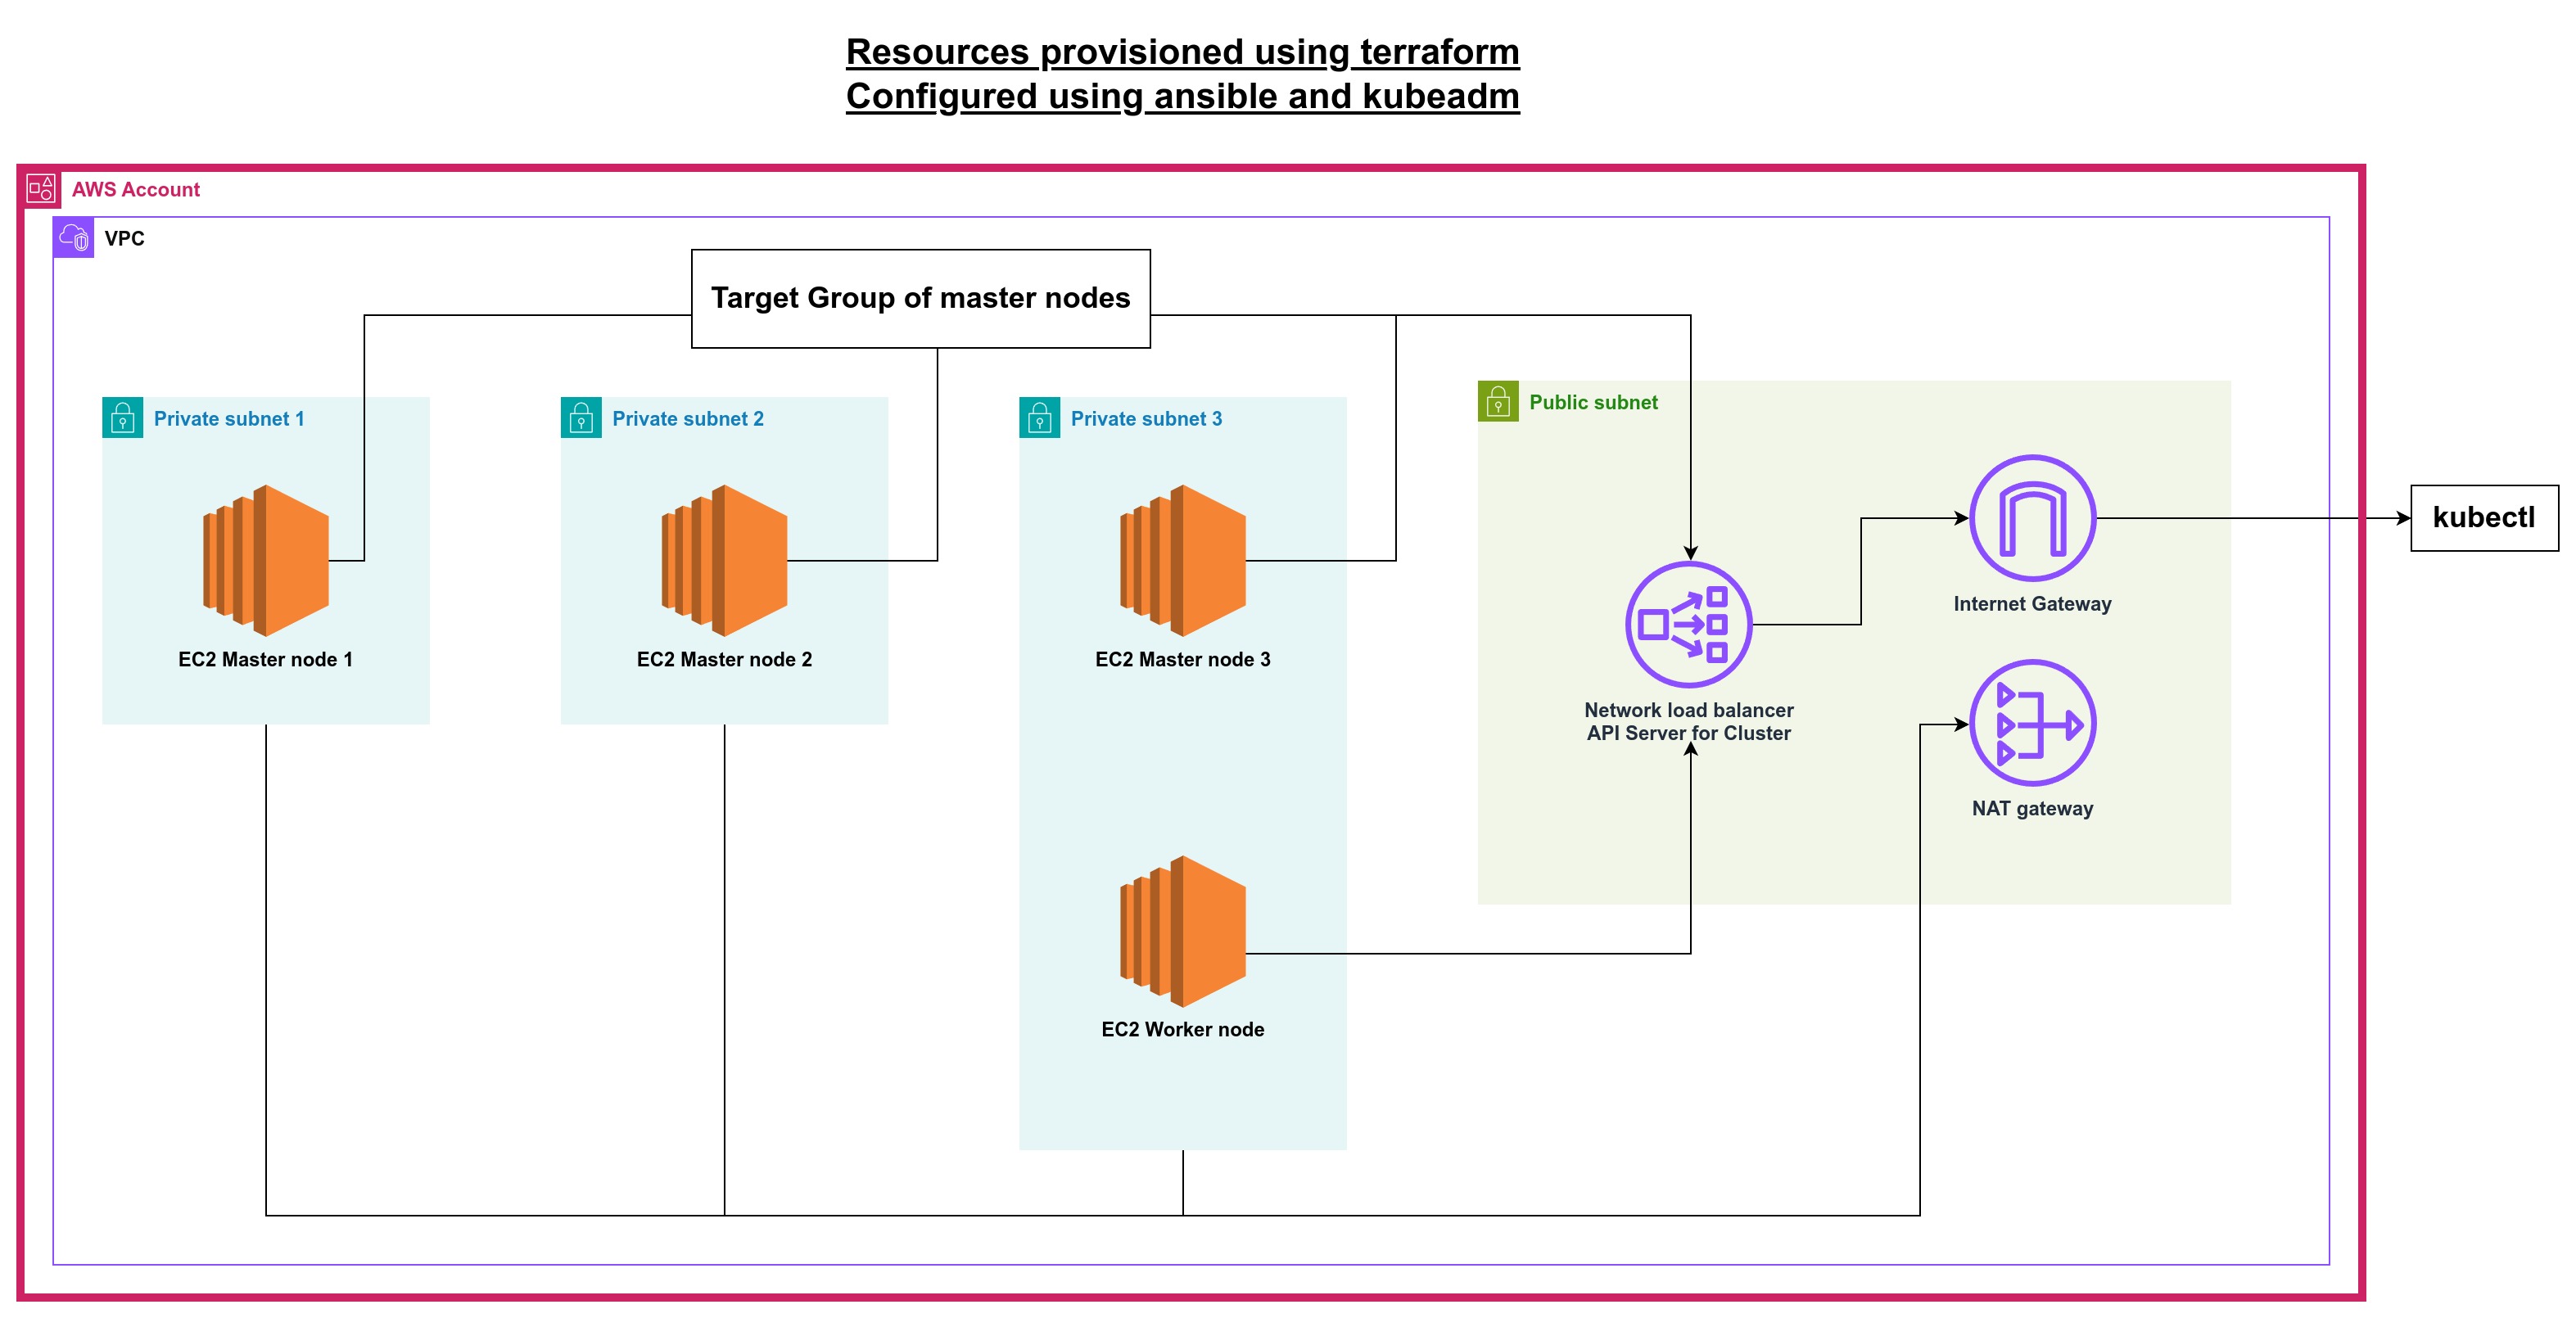 Resources provisioned using terraform
Configured using ansible and kubeadm
AWS Account
VPC
Target Group of master nodes
Private subnet 1
Private subnet 2
Private subnet 3
Public subnet
EC2 Master node 1
EC2 Master node 2
EC2 Master node 3
Internet Gateway
kubectl
Network load balancer
API Server for Cluster
NAT gateway
EC2 Worker node